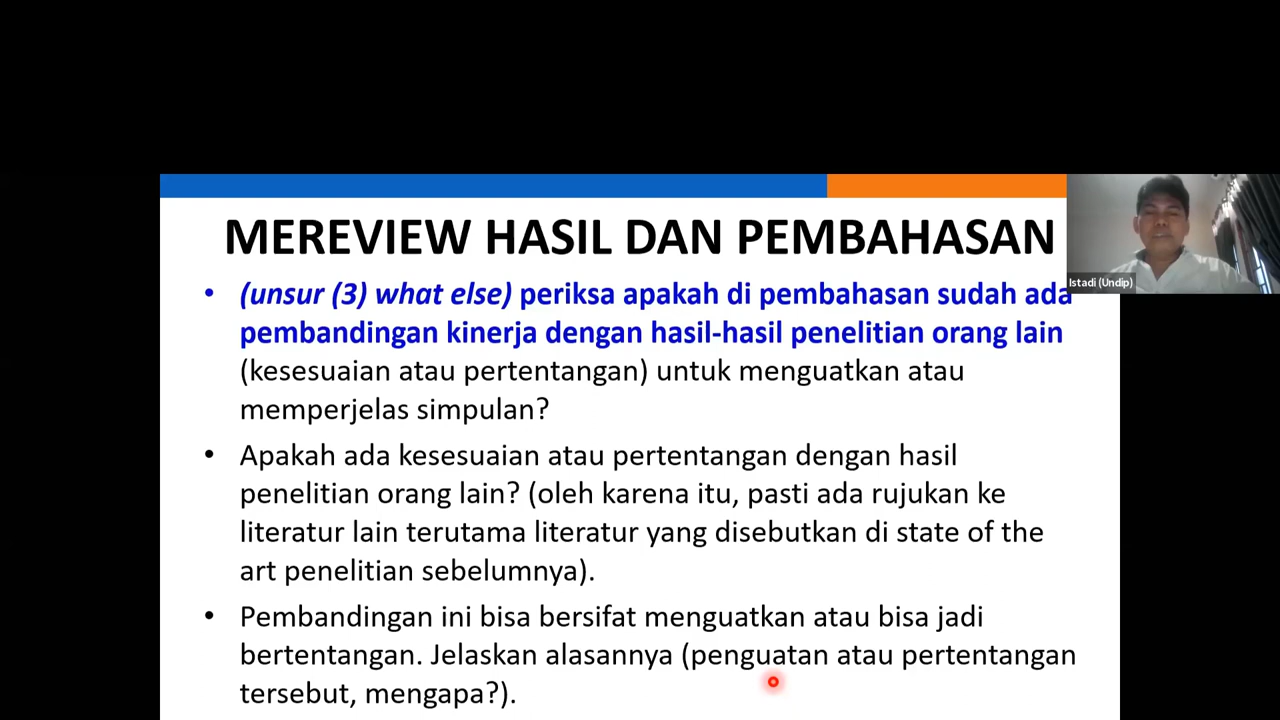 MEREVIEW HASIL DAN PEMBAHASAN
Istadi (Undip)
• (unsur (3) what else) periksa apakah di pembahasan sudah ada
pembandingan kinerja dengan hasil-hasil penelitian orang lain
(kesesuaian atau pertentangan) untuk menguatkan atau
memperjelas simpulan?
• Apakah ada kesesuaian atau pertentangan dengan hasil
penelitian orang lain? (oleh karena itu, pasti ada rujukan ke
literatur lain terutama literatur yang disebutkan di state of the
art penelitian sebelumnya).
• Pembandingan ini bisa bersifat menguatkan atau bisa jadi
bertentangan. Jelaskan alasannya (penguatan atau pertentangan
tersebut, mengapa?).